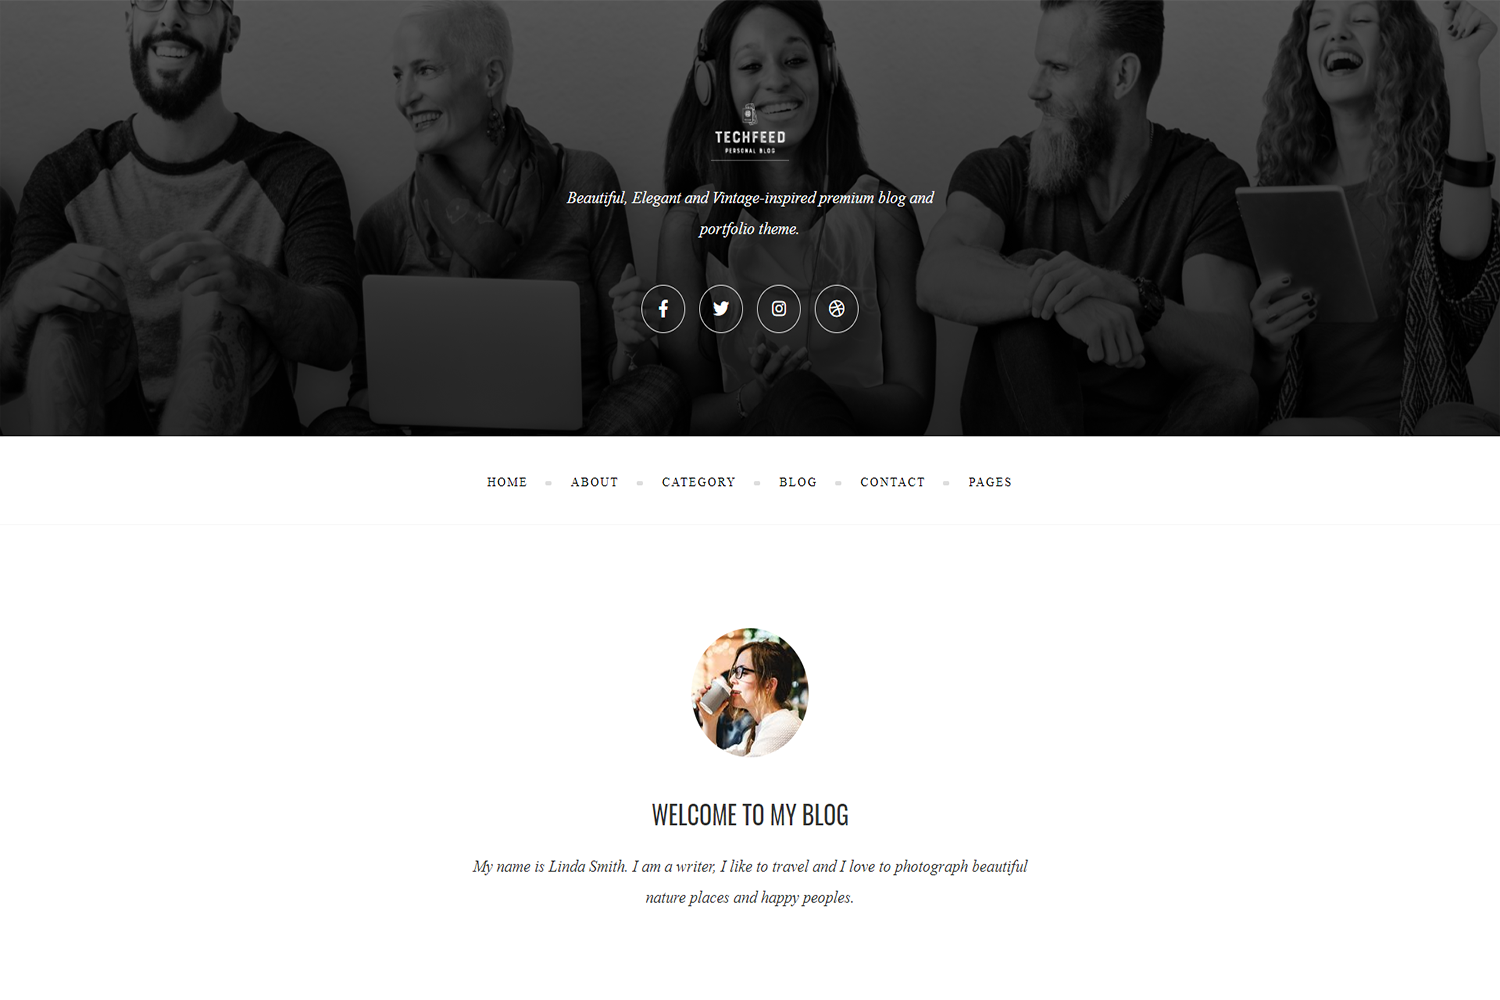 TECHFEED
PERSONAL BLOG
Beautiful, Elegant and Vintage-inspired premium blog and
portfolio theme.
HOME ABOUT CATEGORY BLOG CONTACT PAGES
WELCOME TO MY BLOG
My name is Linda Smith. I am a writer, I like to travel and I love to photograph beautiful
nature places and happy peoples.